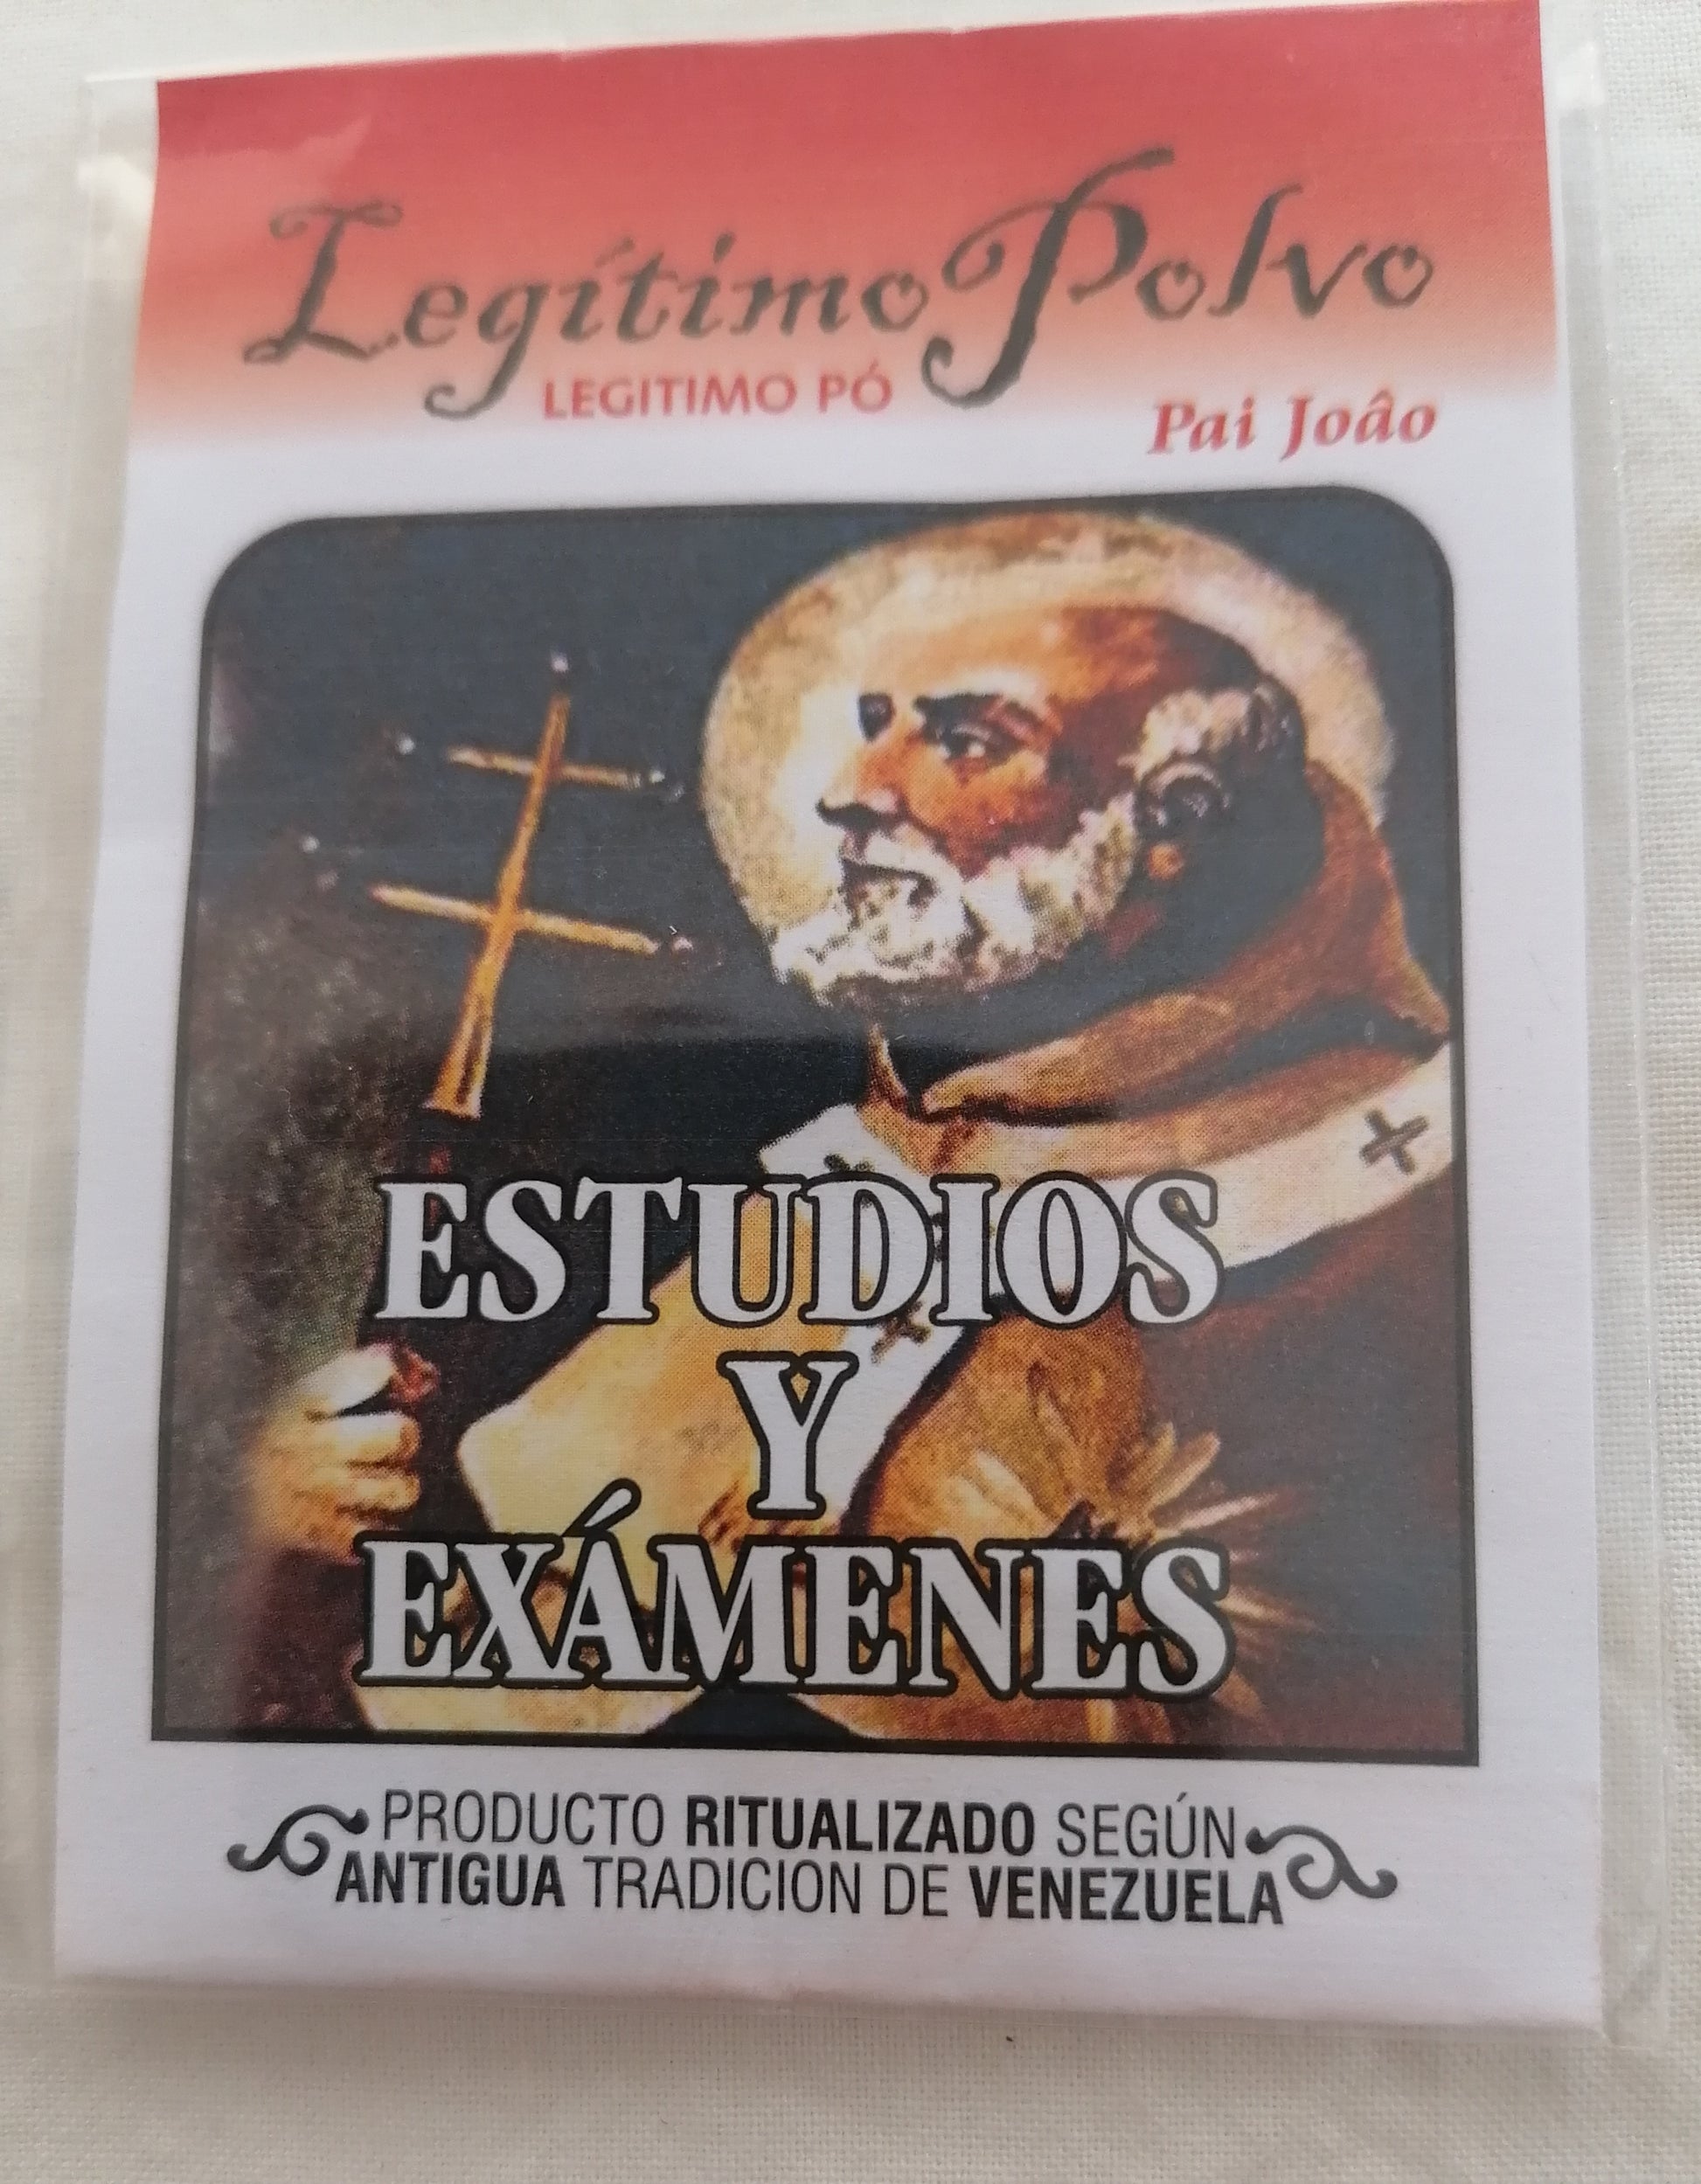 Legítimo Polvo
LEGITIMO PÓ
Pai Joâo
ESTUDIOS
Y
EXÁMENES
PRODUCTO RITUALIZADO SEGÚN
ANTIGUA TRADICION DE VENEZUELA